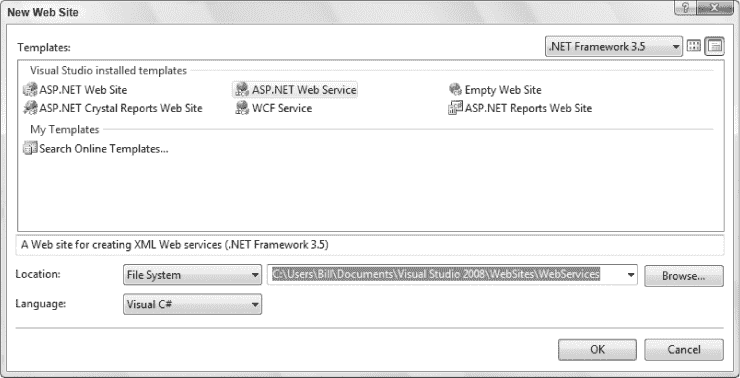 New Web Site
Templates:
.NET Framework 3.5
Visual Studio installed templates
ASP.NET Web Site
ASP.NET Web Service
Empty Web Site
ASP.NET Crystal Reports Web Site
WCF Service
ASP.NET Reports Web Site
My Templates
Search Online Templates...
A Web site for creating XML Web services (.NET Framework 3.5)
Location:
File System
C:\Users\Bill\Documents\Visual Studio 2008\WebSites\WebServices
Browse...
Language:
Visual C#
OK
Cancel